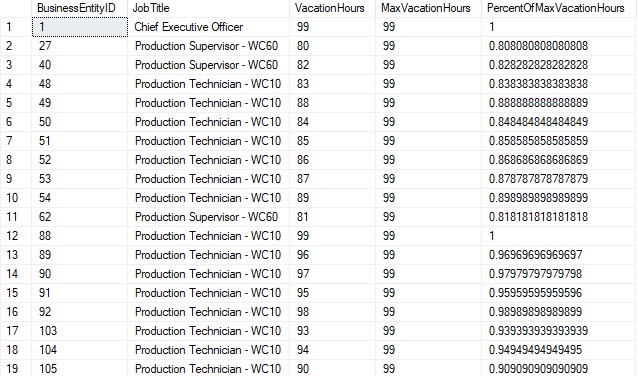 BusinessEntityID JobTitle VacationHours MaxVacationHours PercentOfMaxVacationHours
1 1 Chief Executive Officer 99 99 1
2 27 Production Supervisor - WC60 80 99 0.808080808080808
3 40 Production Supervisor - WC60 82 99 0.828282828282828
4 48 Production Technician - WC10 83 99 0.838383838383838
5 49 Production Technician - WC10 88 99 0.888888888888889
6 50 Production Technician - WC10 84 99 0.848484848484849
7 51 Production Technician - WC10 85 99 0.858585858585859
8 52 Production Technician - WC10 86 99 0.868686868686869
9 53 Production Technician - WC10 87 99 0.878787878787879
10 54 Production Technician - WC10 89 99 0.898989898989899
11 62 Production Supervisor - WC60 81 99 0.818181818181818
12 88 Production Technician - WC10 99 99 1
13 89 Production Technician - WC10 96 99 0.96969696969697
14 90 Production Technician - WC10 97 99 0.97979797979798
15 91 Production Technician - WC10 95 99 0.95959595959596
16 92 Production Technician - WC10 98 99 0.98989898989899
17 103 Production Technician - WC10 93 99 0.939393939393939
18 104 Production Technician - WC10 94 99 0.94949494949495
19 105 Production Technician - WC10 90 99 0.909090909090909